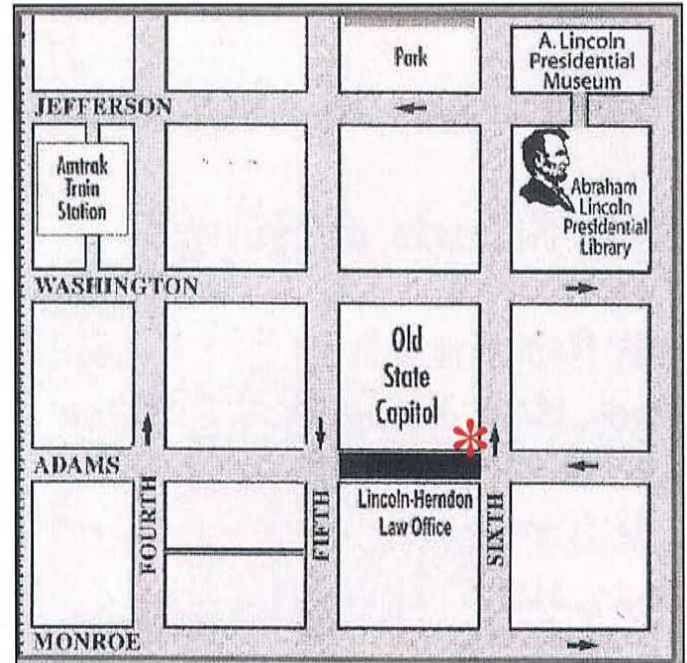 Park
A. Lincoln
Presidential
Museum
JEFFERSON
Amtrak
Train
Station
Abraham
Lincoln
Presidential
Library
WASHINGTON
Old
State
Capitol
*
ADAMS
FOURTH
FIFTH
Lincoln-Herndon
Law Office
SIXTH
MONROE